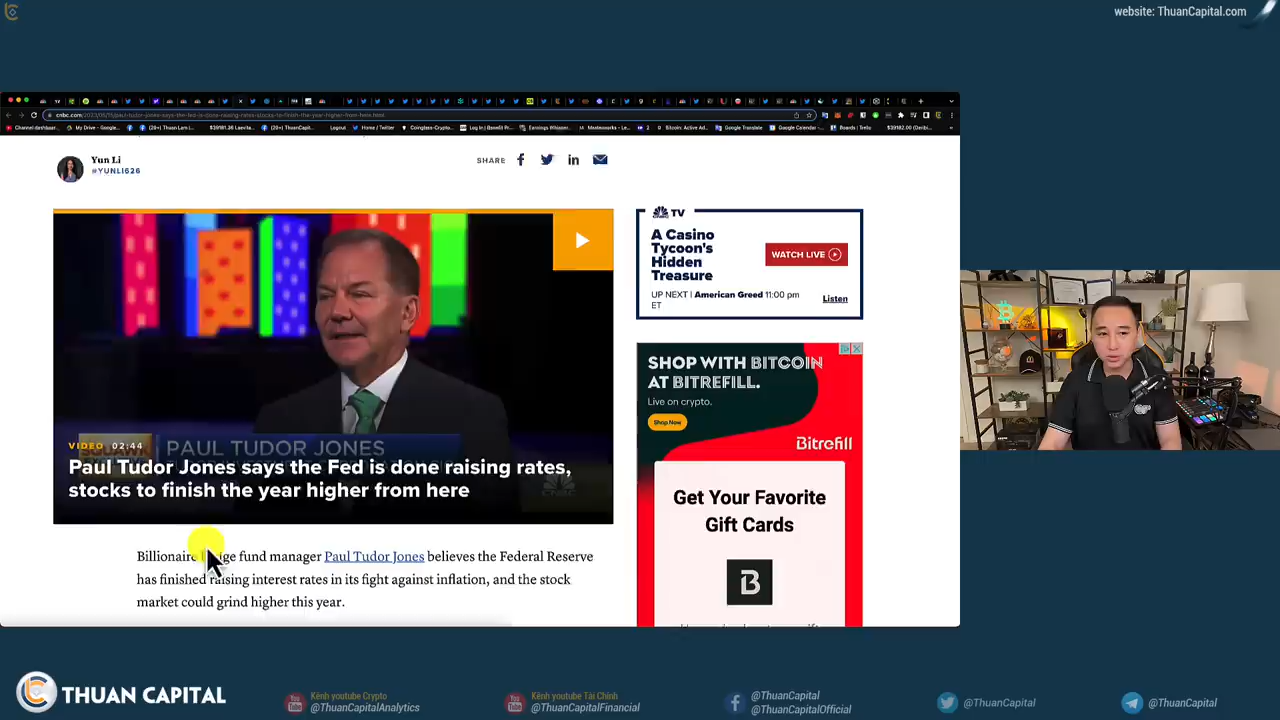 website: ThuanCapital.com
Yun Li
#YUNLI626
SHARE
TV
A Casino
Tycoon's
Hidden
Treasure
WATCH LIVE
UP NEXT | American Greed 11:00 pm
ET
Listen
VIDEO 02:44
PAUL TUDOR JONES
Paul Tudor Jones says the Fed is done raising rates,
stocks to finish the year higher from here
CNBC
SHOP WITH BITCOIN
AT BITREFILL.
Live on crypto.
Shop Now
Bitrefill
Get Your Favorite
Gift Cards
Billionaire fund manager Paul Tudor Jones believes the Federal Reserve
has finished raising interest rates in its fight against inflation, and the stock
market could grind higher this year.
THUAN CAPITAL
Kênh youtube Crypto
@ThuanCapitalAnalytics
Kênh youtube Tài Chính
@ThuanCapitalFinancial
@ThuanCapital
@ThuanCapitalOfficial
@ThuanCapital
@ThuanCapital